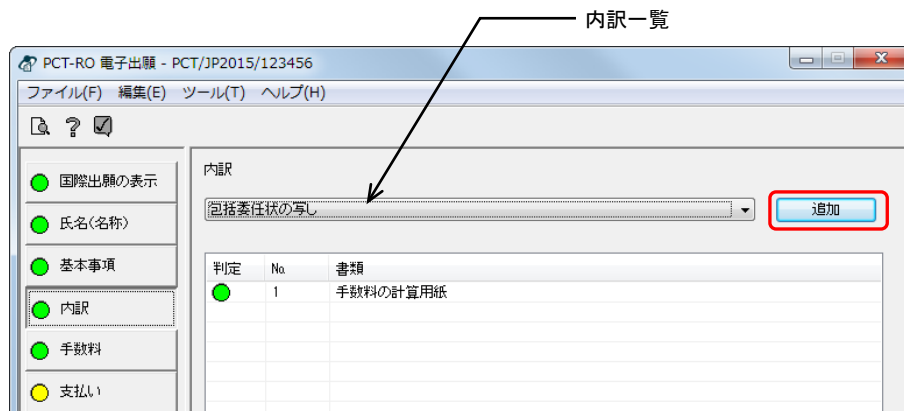 内訳一覧
PCT-RO 電子出願 - PCT/JP2015/123456
ファイル(F) 編集(E) ツール(T) ヘルプ(H)
国際出願の表示
氏名(名称)
基本事項
内訳
手数料
支払い
内訳
包括委任状の写し
追加
判定 No. 書類
1 手数料の計算用紙